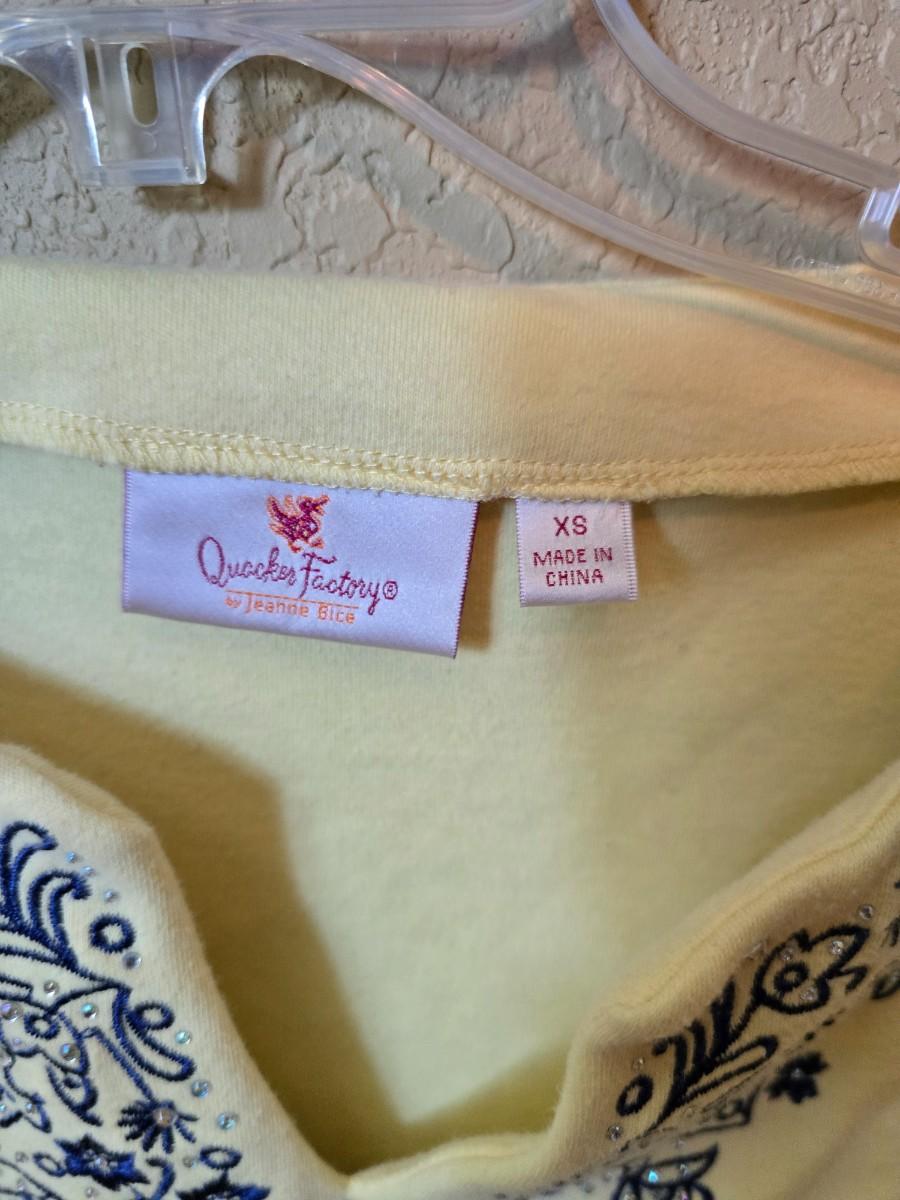 Quacker Factory®
by Jeanne Bice
XS
MADE IN
CHINA